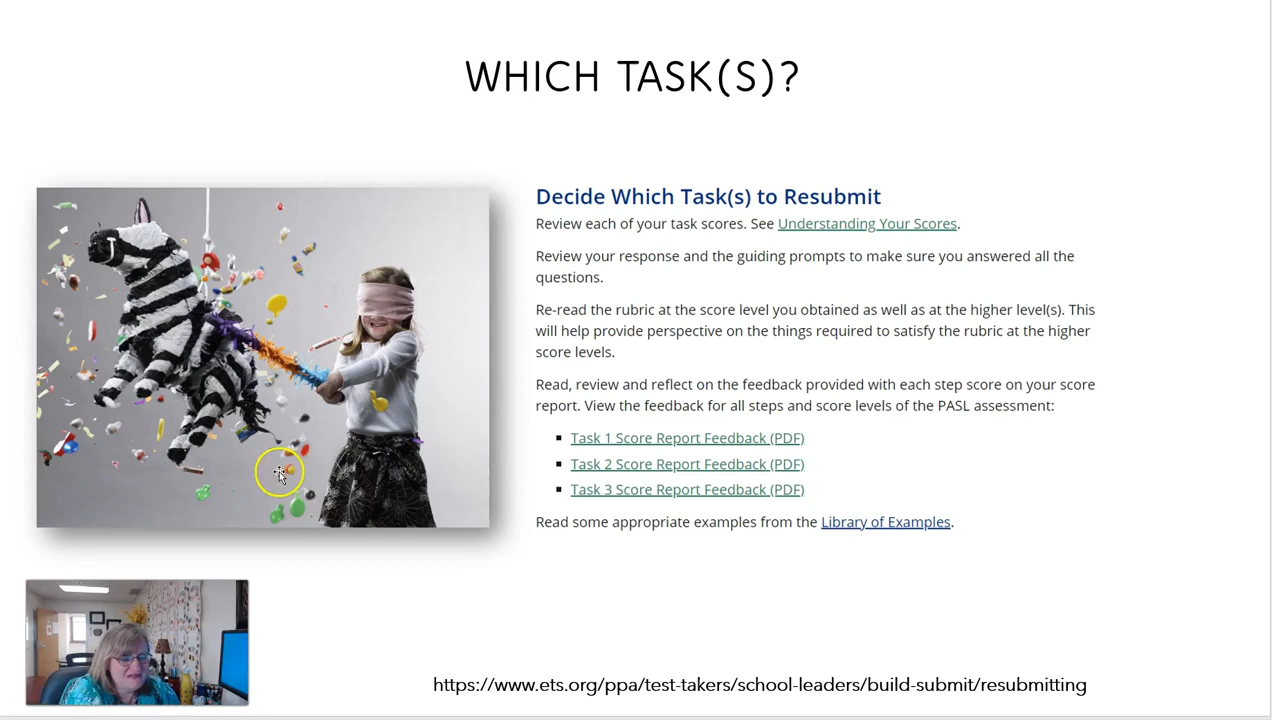 WHICH TASK(S)?
Decide Which Task(s) to Resubmit
Review each of your task scores. See Understanding Your Scores.
Review your response and the guiding prompts to make sure you answered all the
questions.
Re-read the rubric at the score level you obtained as well as at the higher level(s). This
will help provide perspective on the things required to satisfy the rubric at the higher
score levels.
Read, review and reflect on the feedback provided with each step score on your score
report. View the feedback for all steps and score levels of the PASL assessment:
▪ Task 1 Score Report Feedback (PDF)
▪ Task 2 Score Report Feedback (PDF)
▪ Task 3 Score Report Feedback (PDF)
Read some appropriate examples from the Library of Examples.
https://www.ets.org/ppa/test-takers/school-leaders/build-submit/resubmitting